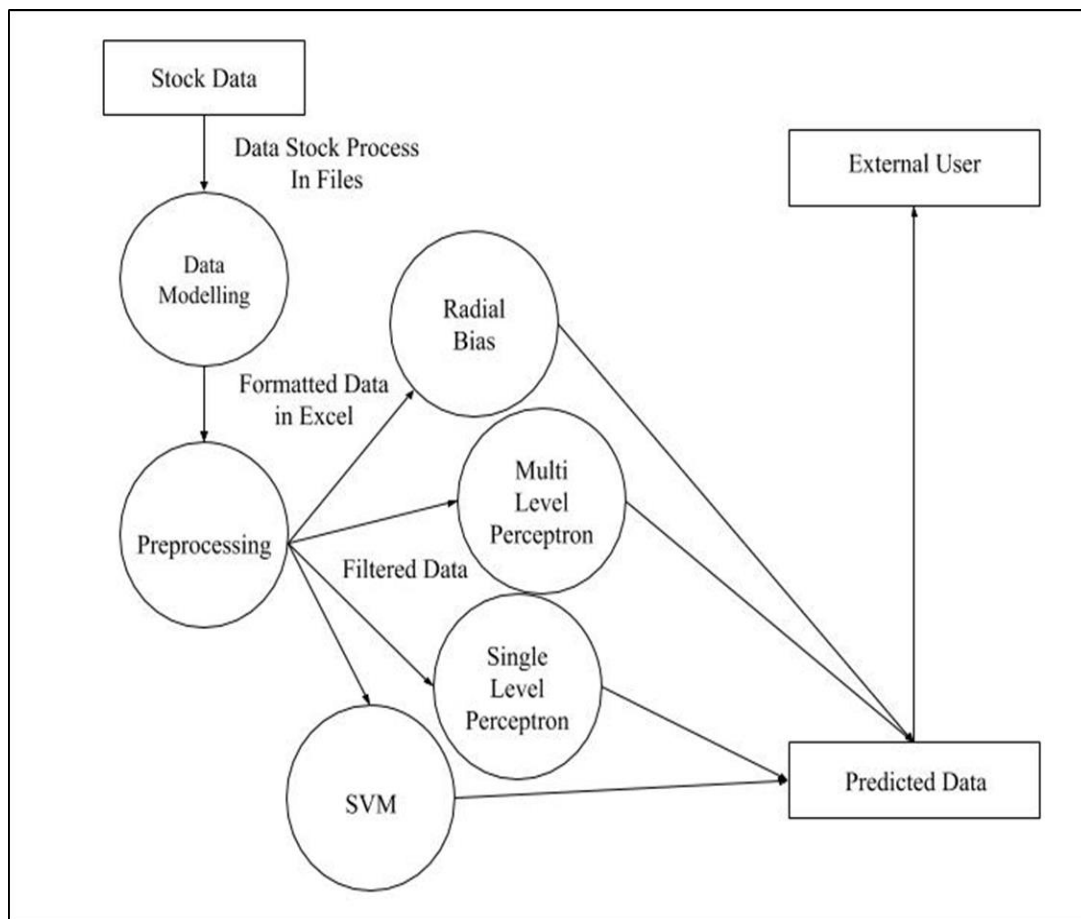 Stock Data
Data Stock Process
In Files
External User
Data
Modelling
Radial
Bias
Formatted Data
in Excel
Multi
Level
Perceptron
Preprocessing
Filtered Data
Single
Level
Perceptron
Predicted Data
SVM